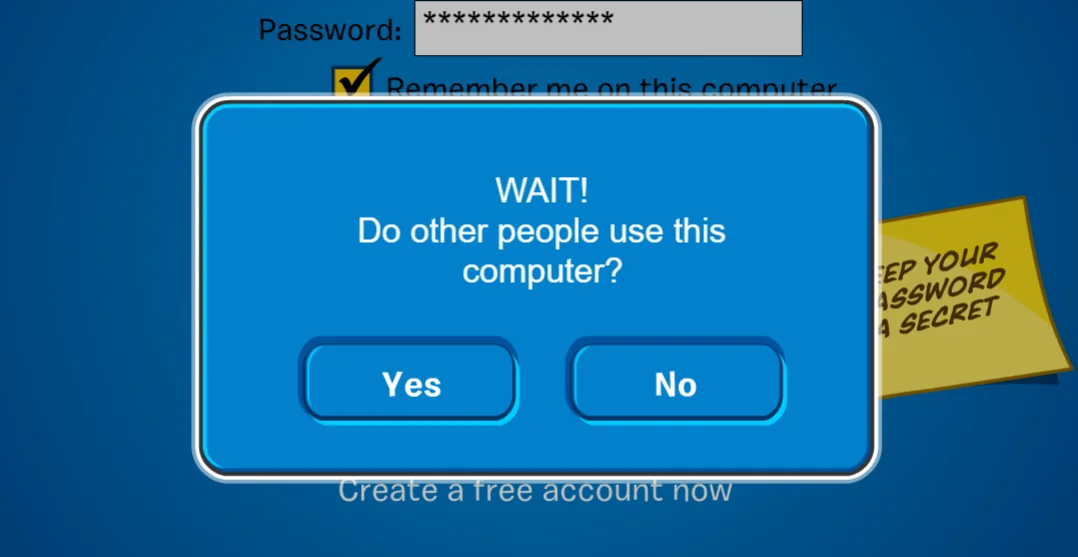 Password: *************
Remember me on this computer
WAIT!
Do other people use this
computer?
EEP YOUR
ASSWORD
A SECRET
Yes
No
Create a free account now